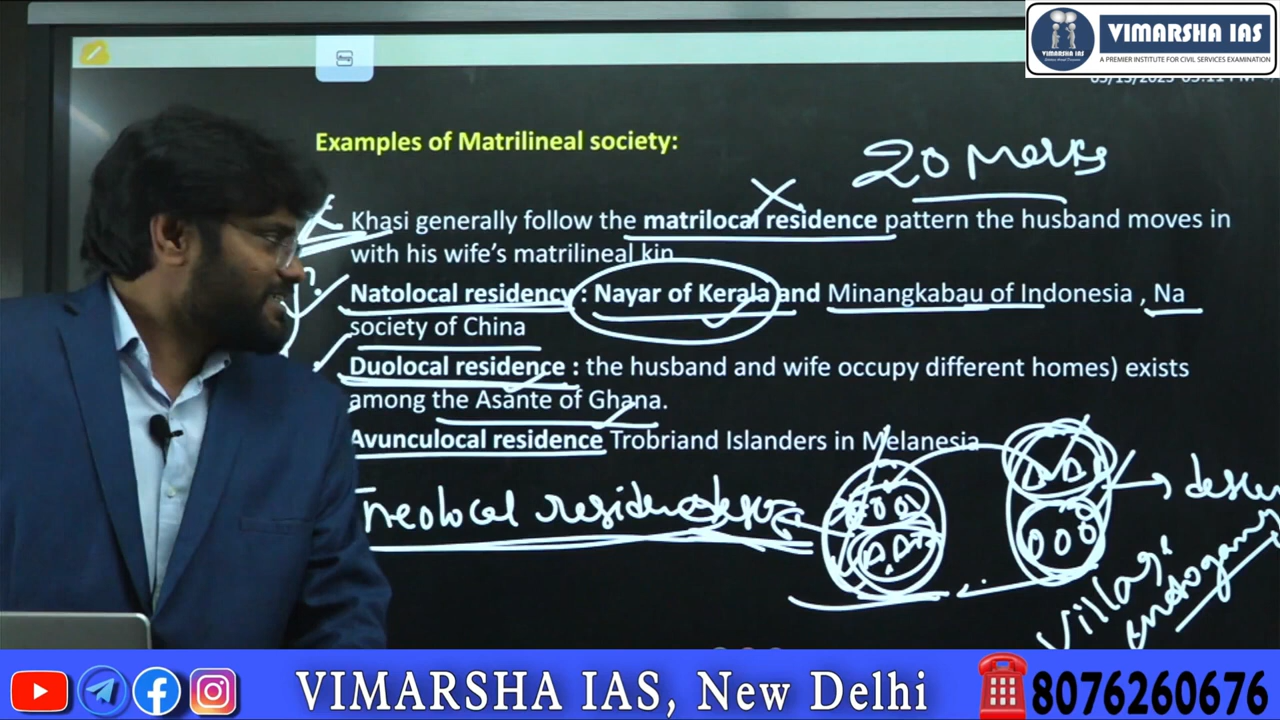 VIMARSHA IAS
A PREMIER INSTITUTE FOR CIVIL SERVICES EXAMINATION
VIMARSHA IAS
Examples of Matrilineal society:
20 Marks
Khasi generally follow the matrilocal residence pattern the husband moves in
with his wife's matrilineal kin
Natolocal residency : Nayar of Kerala and Minangkabau of Indonesia , Na
society of China
Duolocal residence : the husband and wife occupy different homes) exists
among the Asante of Ghana.
Avunculocal residence Trobriand Islanders in Melanesia
neolocal
Village
endogamy
VIMARSHA IAS, New Delhi
8076260676